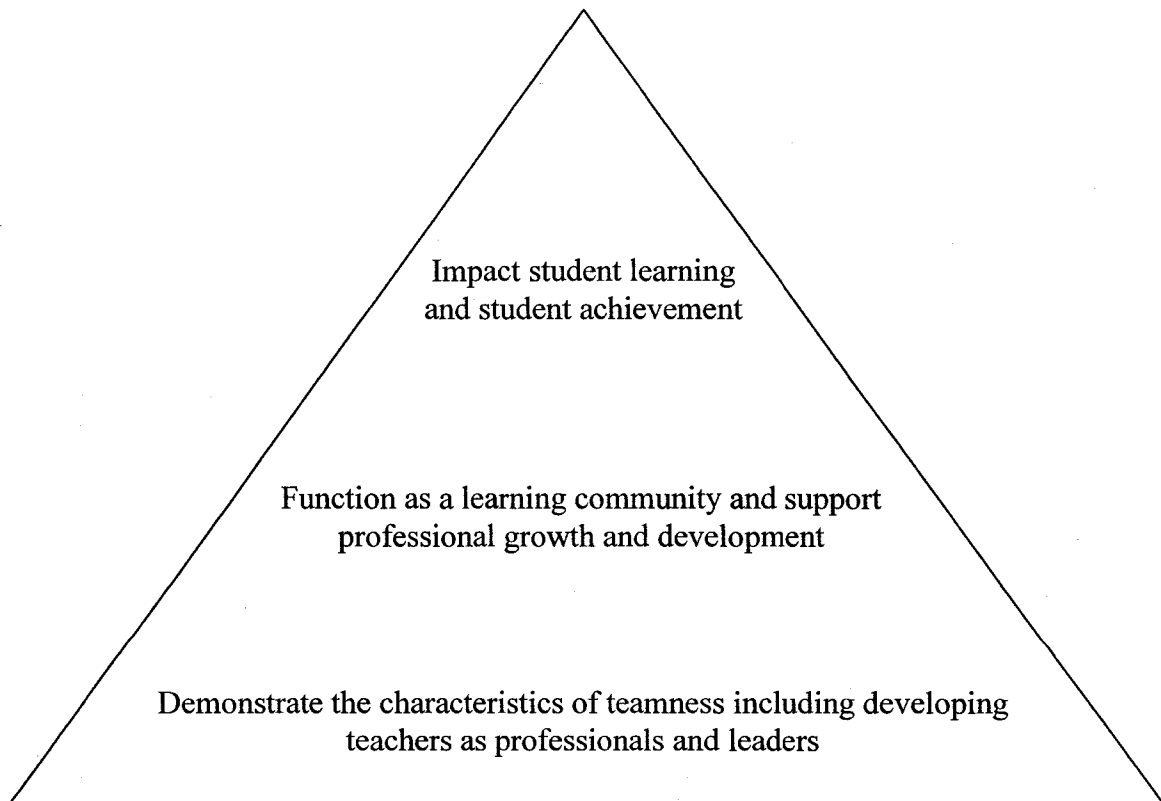 Impact student learning
and student achievement
Function as a learning community and support
professional growth and development
Demonstrate the characteristics of teamness including developing
teachers as professionals and leaders